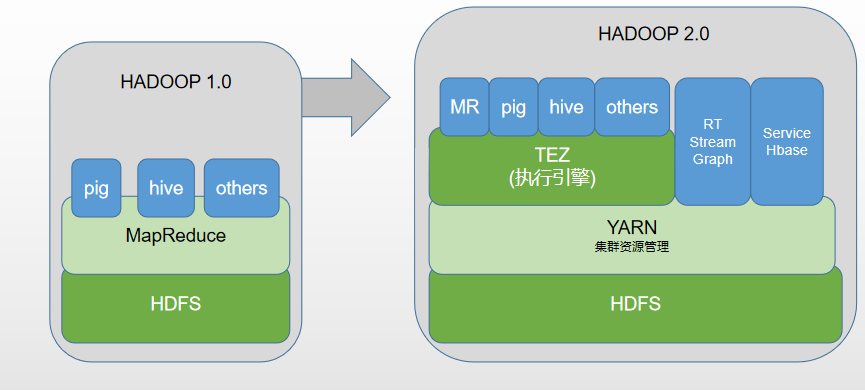 HADOOP 1.0
pig
hive
others
MapReduce
HDFS
HADOOP 2.0
MR
pig
hive
others
RT
Stream
Graph
Service
Hbase
TEZ
(执行引擎)
YARN
集群资源管理
HDFS